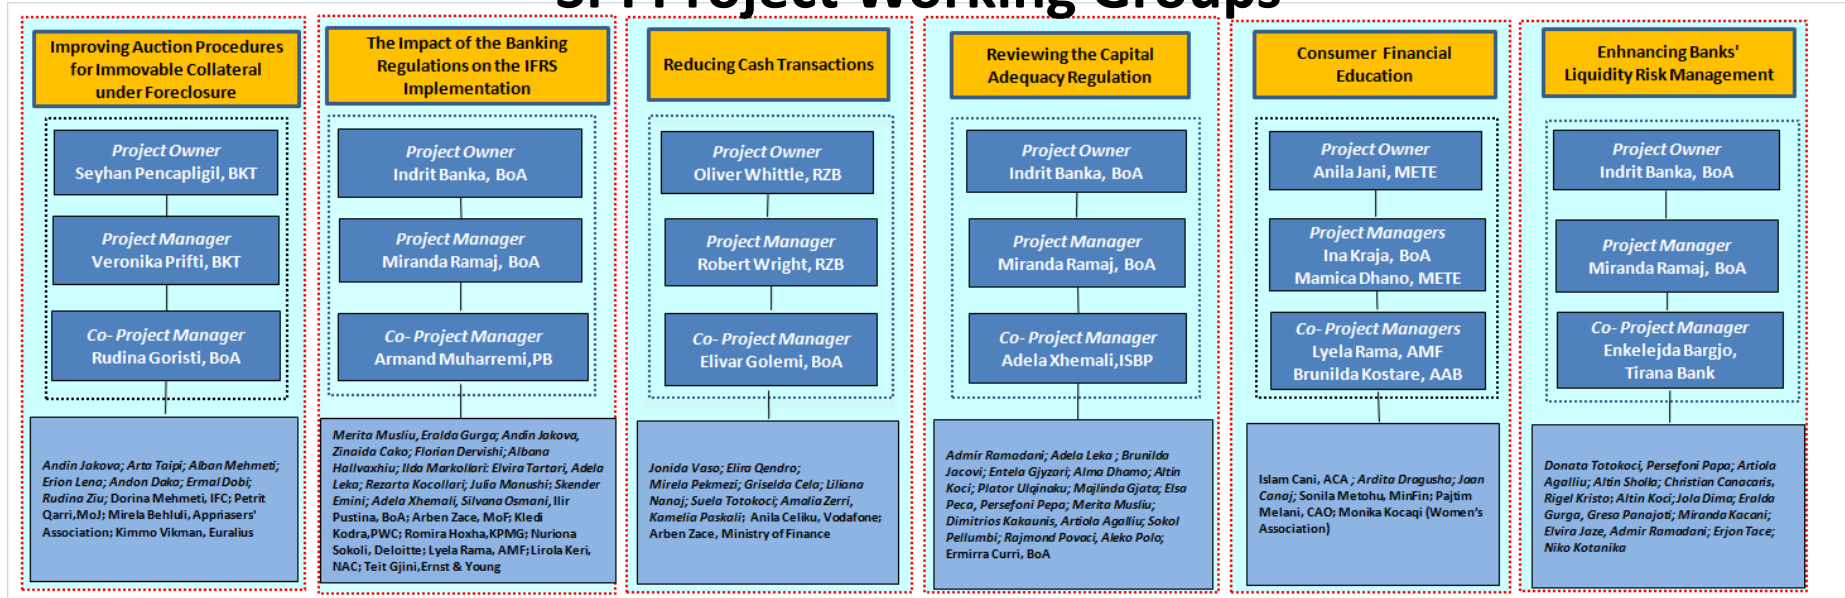 SPI Project Working Groups
Improving Auction Procedures
for Immovable Collateral
under Foreclosure
Project Owner
Seyhan Pencapligil, BKT
Project Manager
Veronika Prifti, BKT
Co- Project Manager
Rudina Goristi, BoA
Andin Jakova; Arta Taipi; Alban Mehmeti;
Erion Lena; Andon Daka; Ermal Dobi;
Rudina Ziu; Dorina Mehmeti, IFC; Petrit
Qarri,MoJ; Mirela Behluli, Appriasers'
Association; Kimmo Vikman, Euralius
The Impact of the Banking
Regulations on the IFRS
Implementation
Project Owner
Indrit Banka, BoA
Project Manager
Miranda Ramaj, BoA
Co- Project Manager
Armand Muharremi,PB
Merita Musliu, Eralda Gurga; Andin Jakova,
Zinaida Cako; Florian Dervishi; Albana
Hallvaxhiu; Ilda Markollari: Elvira Tartari, Adela
Leka; Rezarta Kocollari; Julia Manushi; Skender
Emini; Adela Xhemali, Silvana Osmani, Ilir
Pustina, BoA; Arben Zace, MoF; Kledi
Kodra,PWC; Romira Hoxha,KPMG; Nuriona
Sokoli, Deloitte; Lyela Rama, AMF; Lirola Keri,
NAC; Teit Gjini,Ernst & Young
Reducing Cash Transactions
Project Owner
Oliver Whittle, RZB
Project Manager
Robert Wright, RZB
Co- Project Manager
Elivar Golemi, BoA
Jonida Vaso; Elira Qendro;
Mirela Pekmezi; Griselda Cela; Liliana
Nanaj; Suela Totokoci; Amalia Zerri,
Kamelia Paskali; Anila Celiku, Vodafone;
Arben Zace, Ministry of Finance
Reviewing the Capital
Adequacy Regulation
Project Owner
Indrit Banka, BoA
Project Manager
Miranda Ramaj, BoA
Co- Project Manager
Adela Xhemali,ISBP
Admir Ramadani; Adela Leka ; Brunilda
Jacovi; Entela Gjyzari; Alma Dhamo; Altin
Koci; Plator Ulqinaku; Majlinda Gjata; Elsa
Peca, Persefoni Pepa; Merita Musliu;
Dimitrios Kakaunis, Artiola Agalliu; Sokol
Pellumbi; Rajmond Povaci, Aleko Polo;
Ermirra Curri, BoA
Consumer Financial
Education
Project Owner
Anila Jani, METE
Project Managers
Ina Kraja, BoA
Mamica Dhano, METE
Co- Project Managers
Lyela Rama, AMF
Brunilda Kostare, AAB
Islam Cani, ACA ; Ardita Dragusha; Joan
Canaj; Sonila Metohu, MinFin; Pajtim
Melani, CAO; Monika Kocaqi (Women's
Association)
Enhnancing Banks'
Liquidity Risk Management
Project Owner
Indrit Banka, BoA
Project Manager
Miranda Ramaj, BoA
Co- Project Manager
Enkelejda Bargjo,
Tirana Bank
Donata Totokoci, Persefoni Papa; Artiola
Agalliu; Altin Sholla; Christian Canacaris,
Rigel Kristo; Altin Koci; Jola Dima; Eralda
Gurga, Gresa Panajoti; Miranda Kacani;
Elvira Jaze, Admir Ramadani; Erjon Tace;
Niko Kotanika